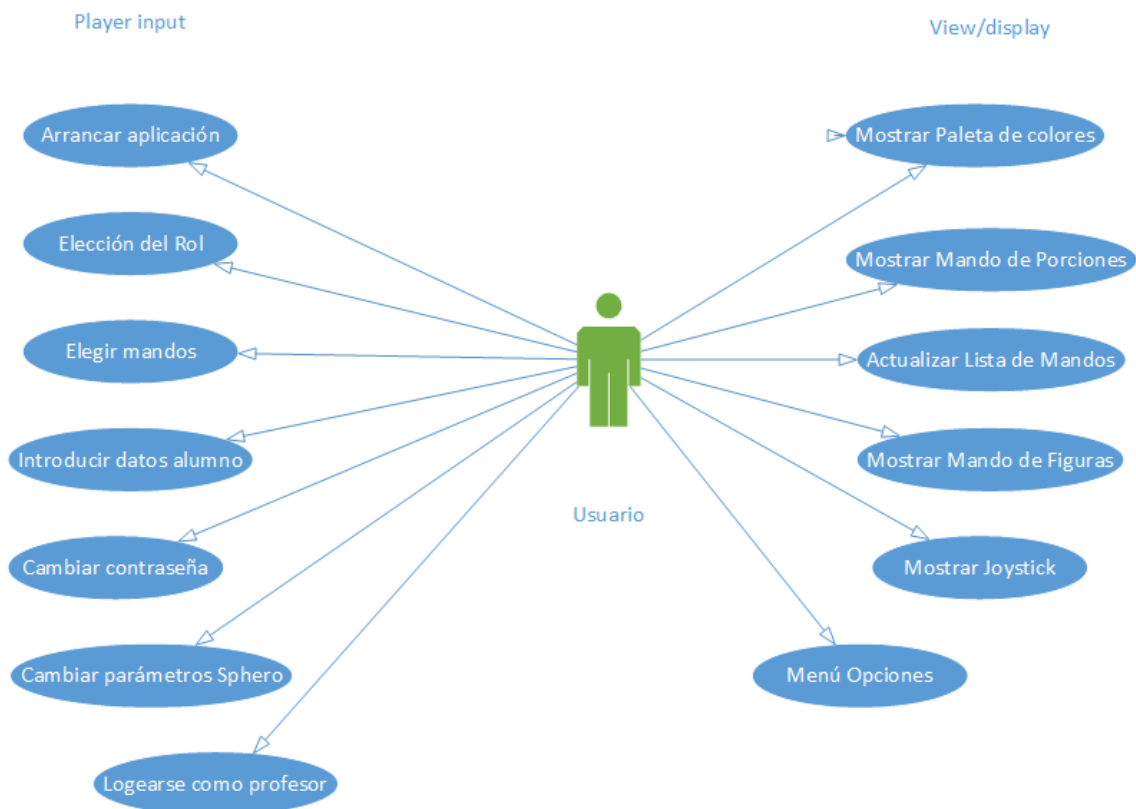 Player input
View/display
Arrancar aplicación
Mostrar Paleta de colores
Elección del Rol
Mostrar Mando de Porciones
Elegir mandos
Actualizar Lista de Mandos
Introducir datos alumno
Mostrar Mando de Figuras
Usuario
Cambiar contraseña
Mostrar Joystick
Cambiar parámetros Sphero
Menú Opciones
Logearse como profesor